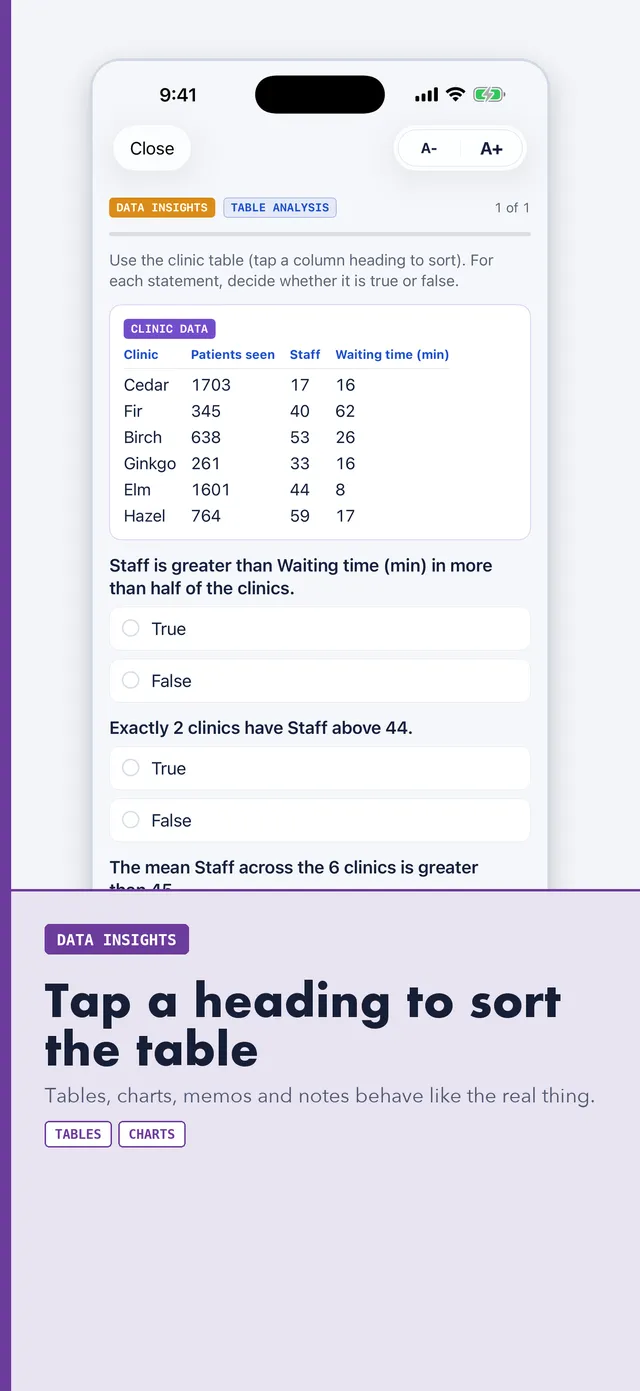 9:41
Close
A-
A+
DATA INSIGHTS
TABLE ANALYSIS
1 of 1
Use the clinic table (tap a column heading to sort). For
each statement, decide whether it is true or false.
CLINIC DATA
Clinic Patients seen Staff Waiting time (min)
Cedar 1703 17 16
Fir 345 40 62
Birch 638 53 26
Ginkgo 261 33 16
Elm 1601 44 8
Hazel 764 59 17
Staff is greater than Waiting time (min) in more
than half of the clinics.
True
False
Exactly 2 clinics have Staff above 44.
True
False
The mean Staff across the 6 clinics is greater
than 45
DATA INSIGHTS
Tap a heading to sort
the table
Tables, charts, memos and notes behave like the real thing.
TABLES
CHARTS